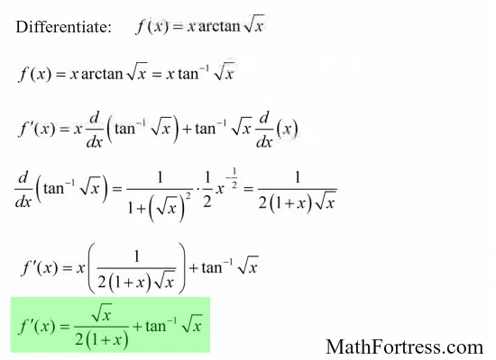 Differentiate: f(x) = x arctan √x
f(x) = x arctan √x = x tan⁻¹ √x
f'(x) = x d/dx (tan⁻¹ √x) + tan⁻¹ √x d/dx (x)
d/dx (tan⁻¹ √x) = 1/(1+(√x)²) · 1/2 x^(-1/2) = 1/(2(1+x)√x)
f'(x) = x(1/(2(1+x)√x)) + tan⁻¹ √x
f'(x) = √x/(2(1+x)) + tan⁻¹ √x
MathFortress.com